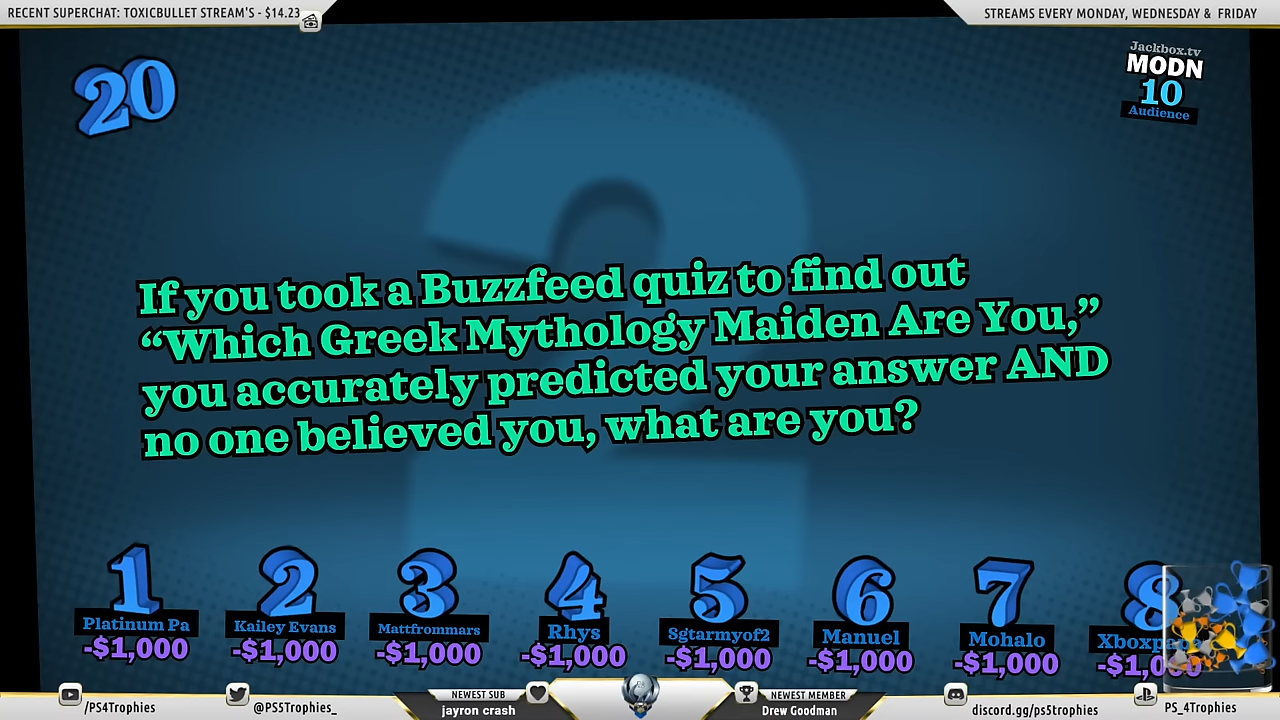 RECENT SUPERCHAT: TOXICBULLET STREAM'S - $14.23
STREAMS EVERY MONDAY, WEDNESDAY & FRIDAY
20
Jackbox.tv
MODN
10
Audience
If you took a Buzzfeed quiz to find out
“Which Greek Mythology Maiden Are You,”
you accurately predicted your answer AND
no one believed you, what are you?
1 2 3 4 5 6 7 8
Platinum Pa Kailey Evans Mattfrommars Rhys Sgtarmyof2 Manuel Mohalo
-$1,000 -$1,000 -$1,000 -$1,000 -$1,000 -$1,000 -$1,000
/PS4Trophies
@PS5Trophies_
NEWEST SUB
jayron crash
NEWEST MEMBER
Drew Goodman
discord.gg/ps5trophies
PS_4Trophies